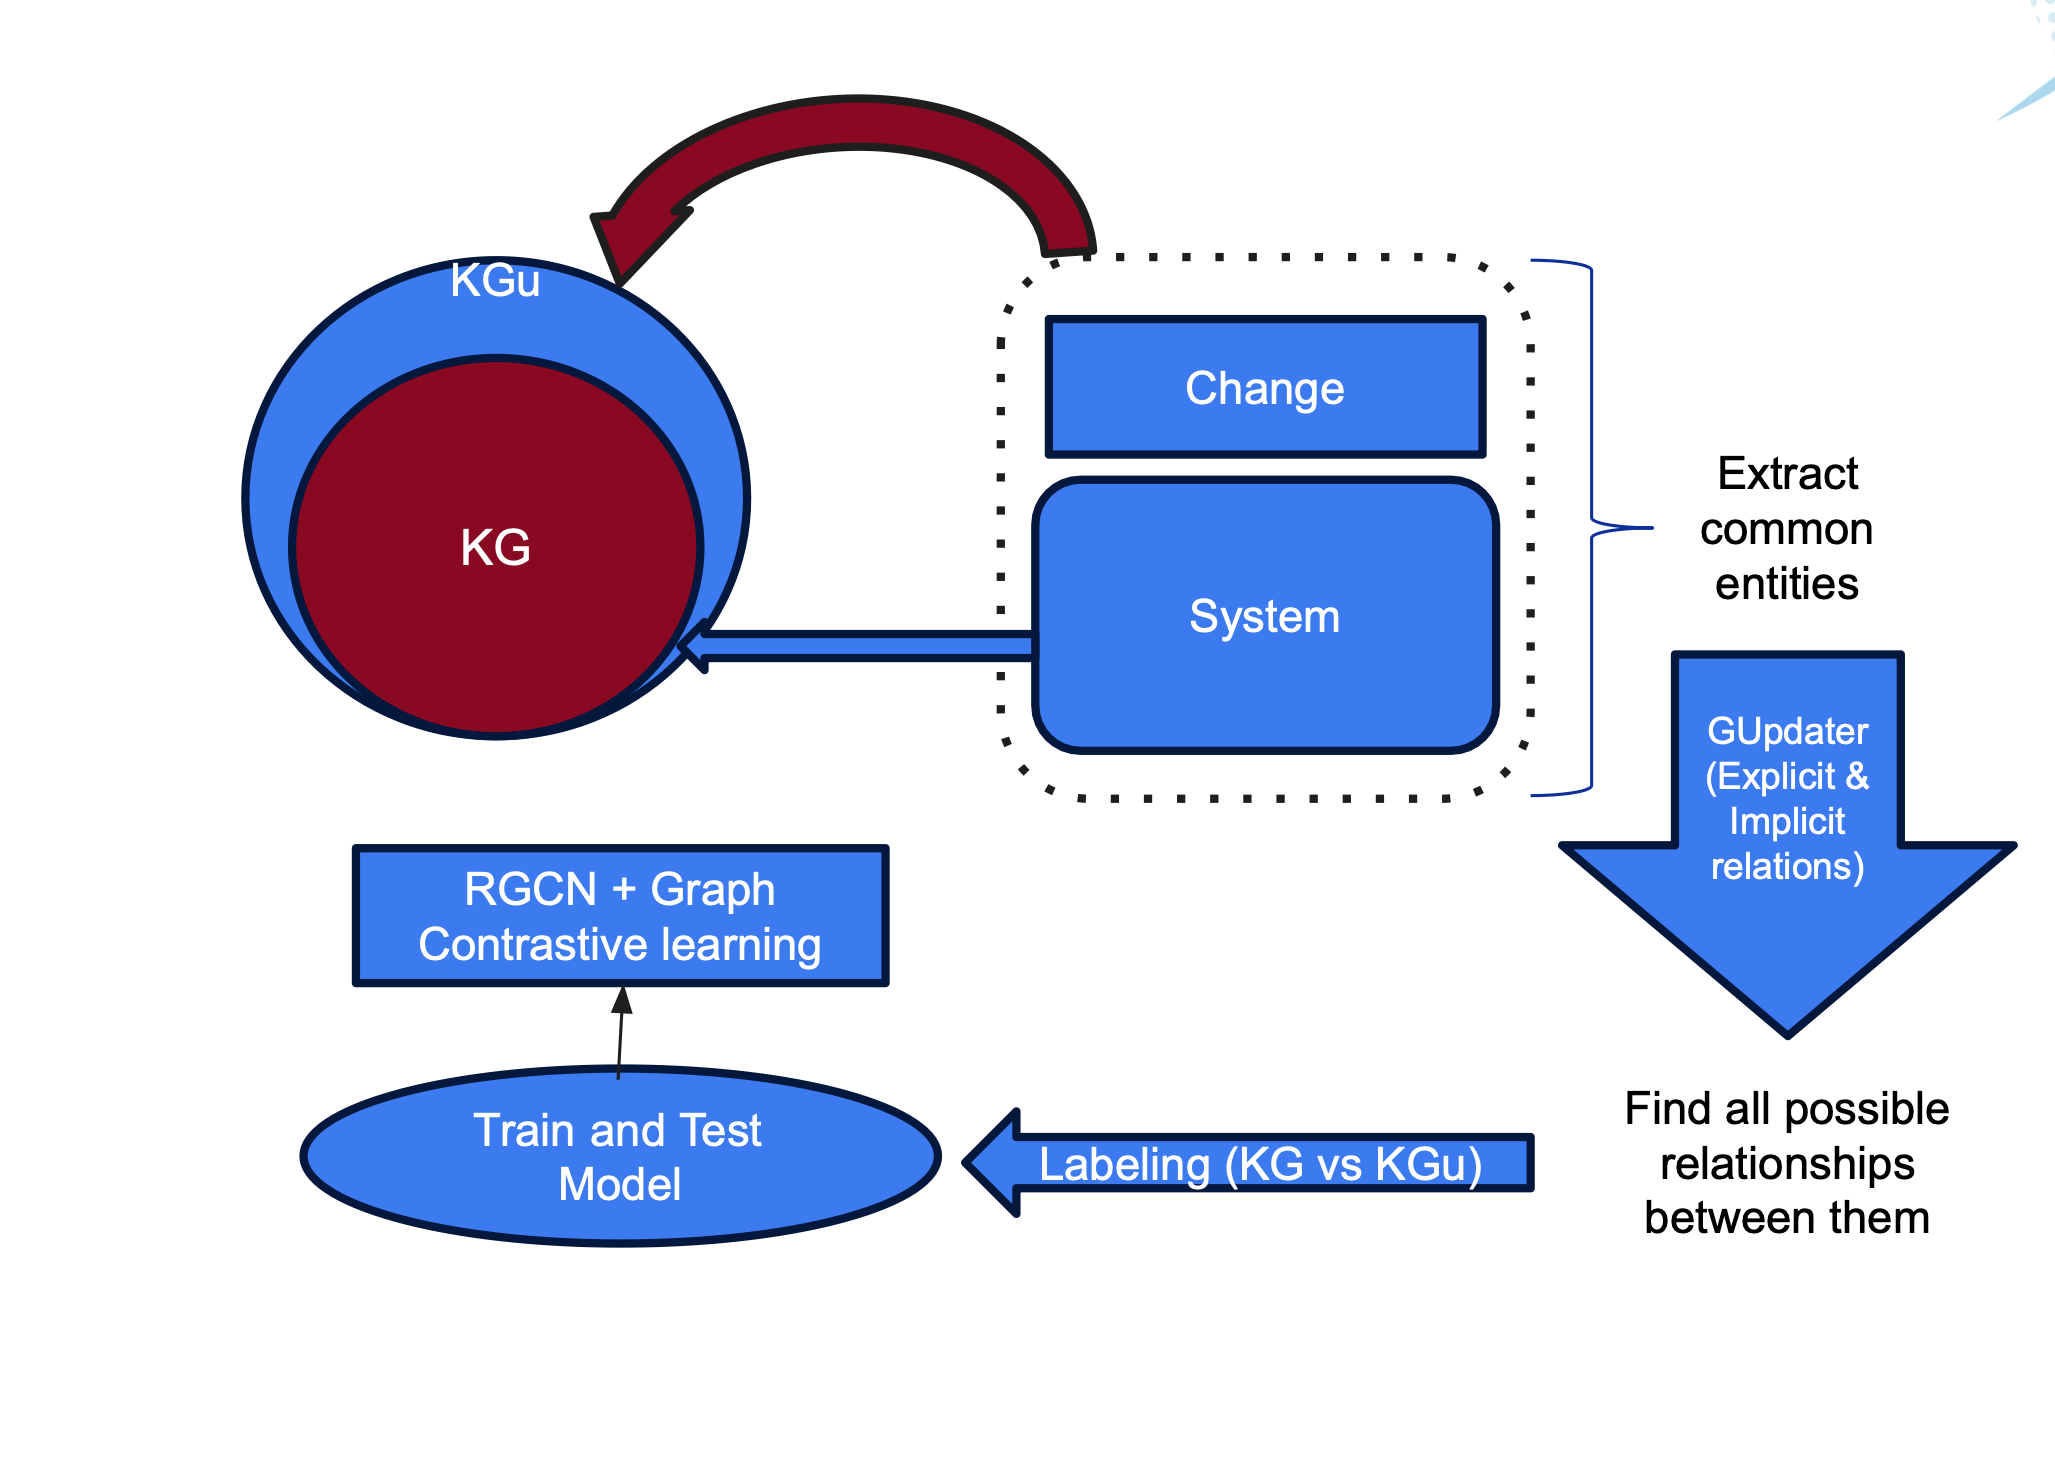 KGu
KG
Change
System
Extract
common
entities
GUpdater
(Explicit &
Implicit
relations)
RGCN + Graph
Contrastive learning
Train and Test
Model
Labeling (KG vs KGu)
Find all possible
relationships
between them